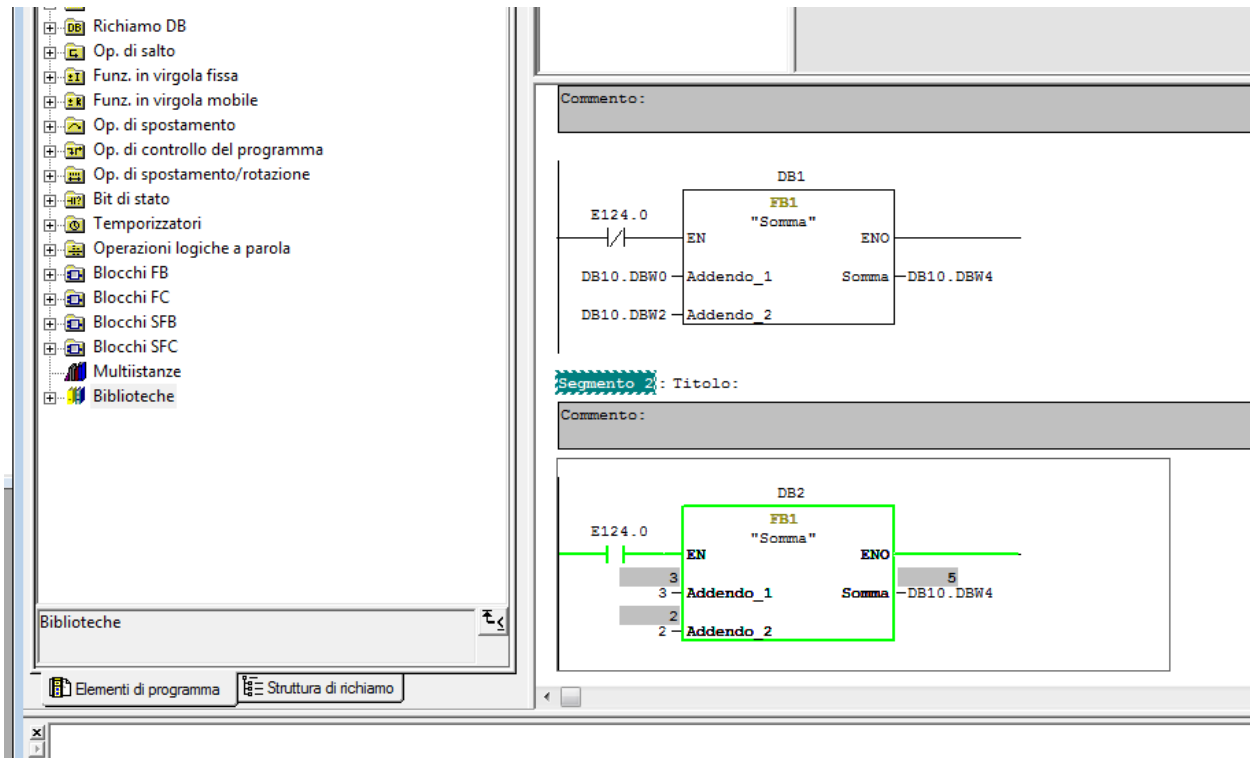 Richiamo DB
Op. di salto
Funz. in virgola fissa
Funz. in virgola mobile
Op. di spostamento
Op. di controllo del programma
Op. di spostamento/rotazione
Bit di stato
Temporizzatori
Operazioni logiche a parola
Blocchi FB
Blocchi FC
Blocchi SFB
Blocchi SFC
Multiistanze
Biblioteche
Biblioteche
Elementi di programma
Struttura di richiamo
Commento:
DB1
FB1
E124.0
"Somma"
EN ENO
DB10.DBW0 Addendo_1 Somma DB10.DBW4
DB10.DBW2 Addendo_2
Segmento 2: Titolo:
Commento:
DB2
FB1
E124.0
"Somma"
EN ENO
3 5
3 Addendo_1 Somma DB10.DBW4
2
2 Addendo_2